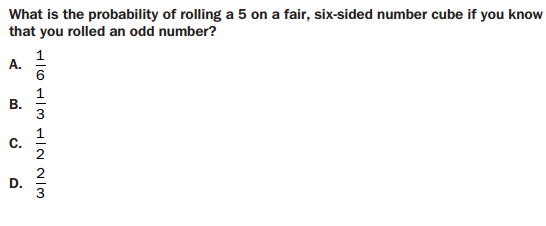 What is the probability of rolling a 5 on a fair, six-sided number cube if you know
that you rolled an odd number?
A. 1/6
B. 1/3
C. 1/2
D. 2/3